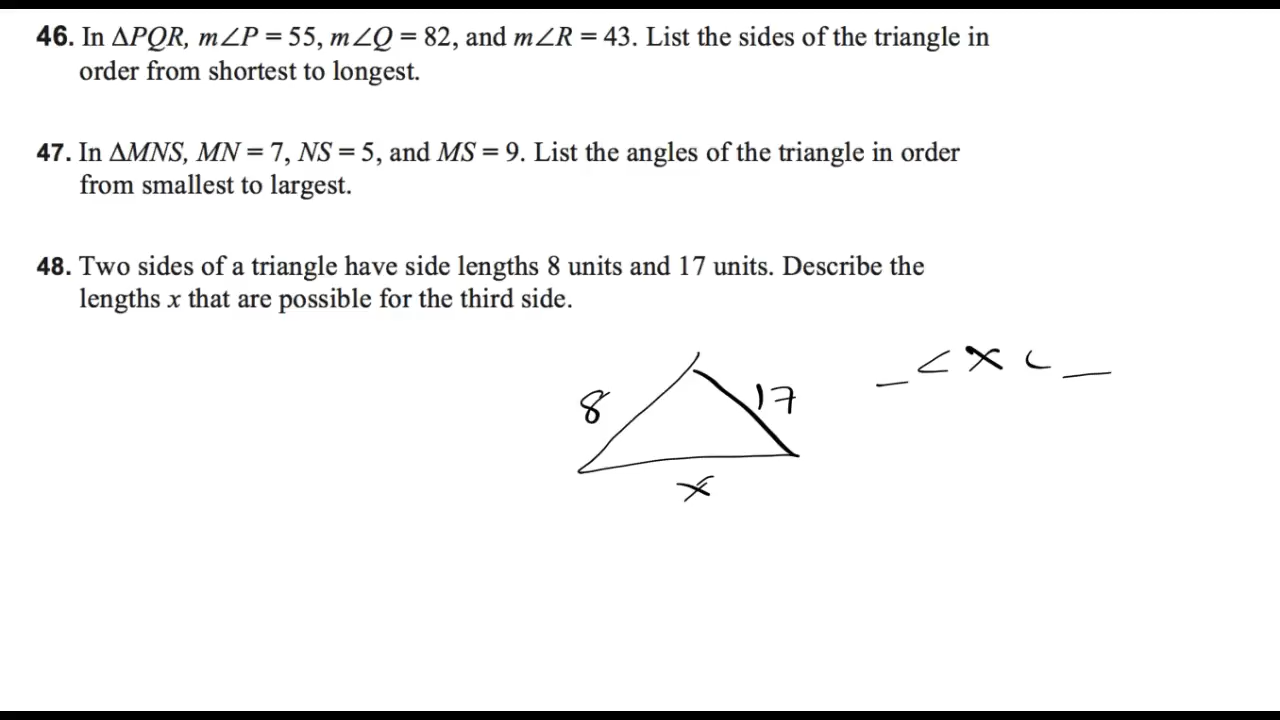 46. In ΔPQR, m∠P = 55, m∠Q = 82, and m∠R = 43. List the sides of the triangle in
order from shortest to longest.
47. In ΔMNS, MN = 7, NS = 5, and MS = 9. List the angles of the triangle in order
from smallest to largest.
48. Two sides of a triangle have side lengths 8 units and 17 units. Describe the
lengths x that are possible for the third side.
_ < x < _
8
17
x